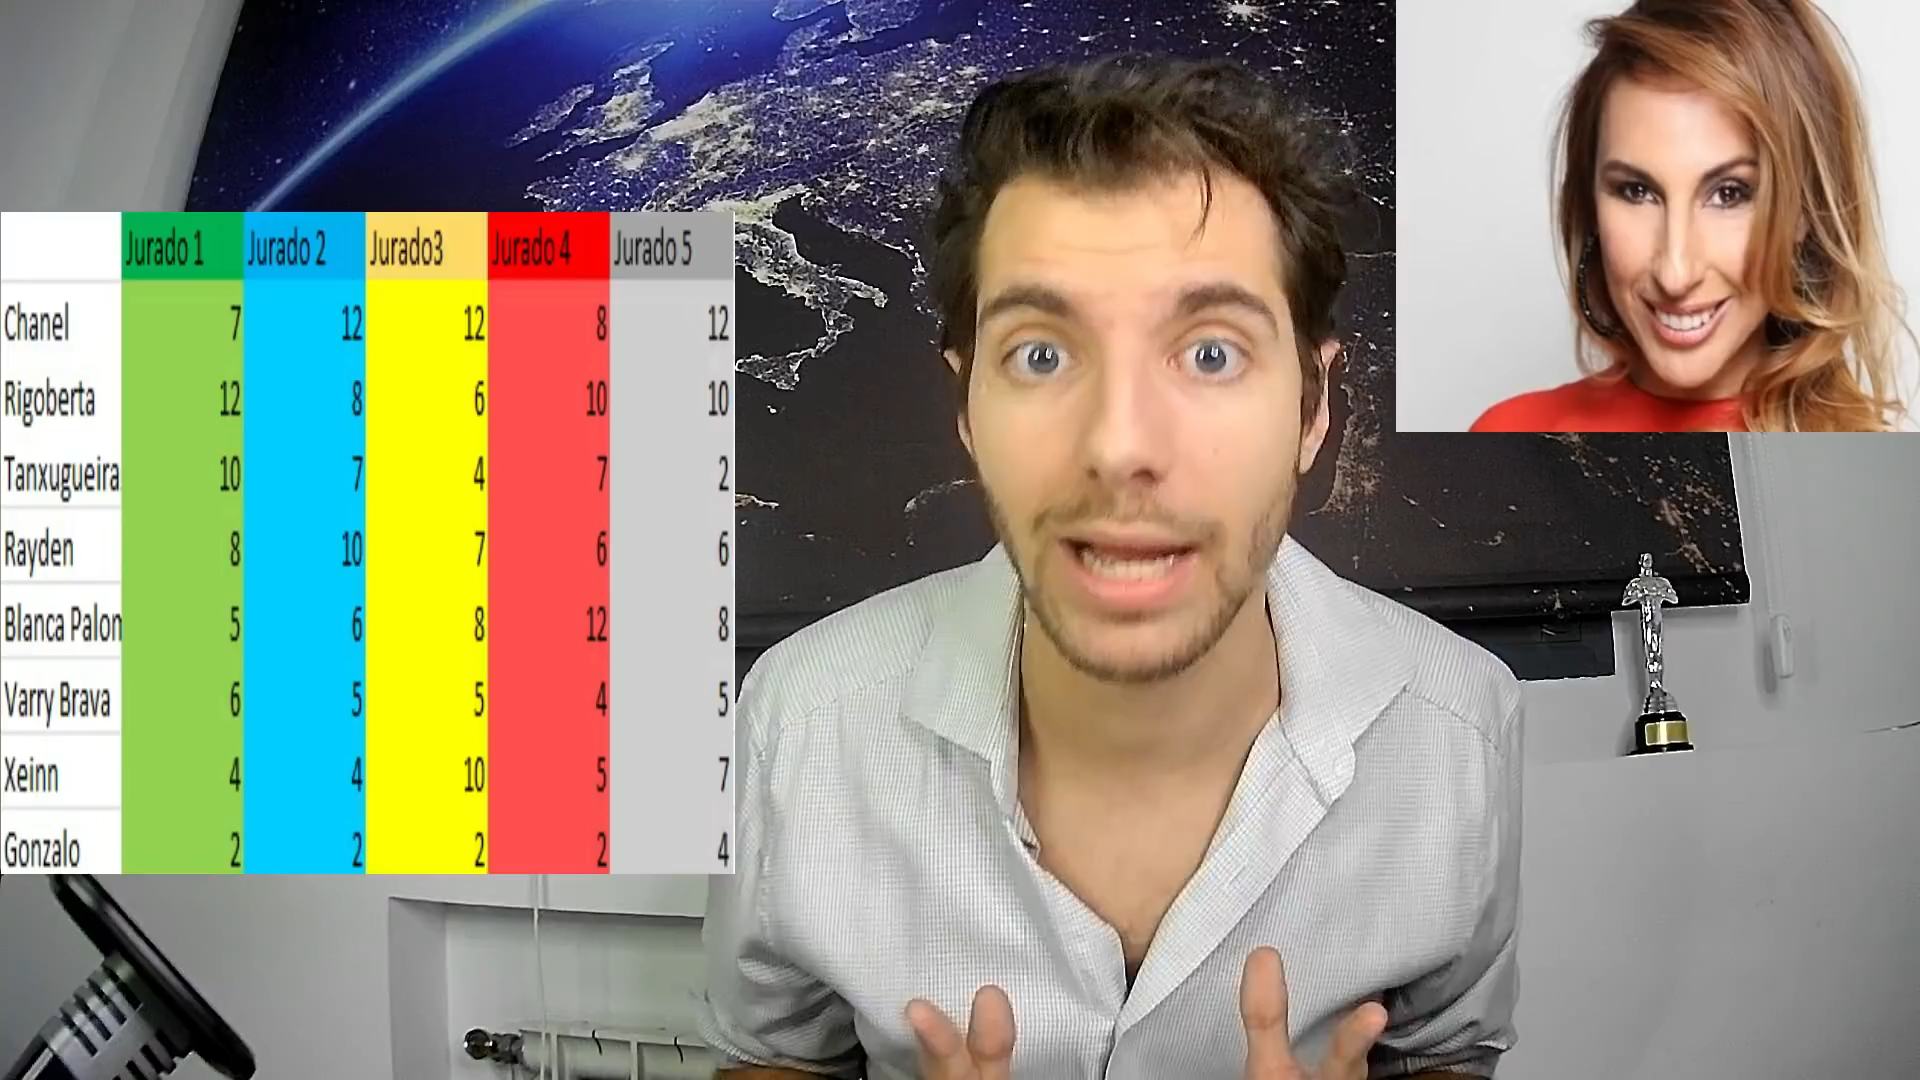 Jurado 1 Jurado 2 Jurado3 Jurado 4 Jurado 5
Chanel 7 12 12 8 12
Rigoberta 12 8 6 10 10
Tanxugueira 10 7 4 7 2
Rayden 8 10 7 6 6
Blanca Palon 5 6 8 12 8
Varry Brava 6 5 5 4 5
Xeinn 4 4 10 5 7
Gonzalo 2 2 2 2 4